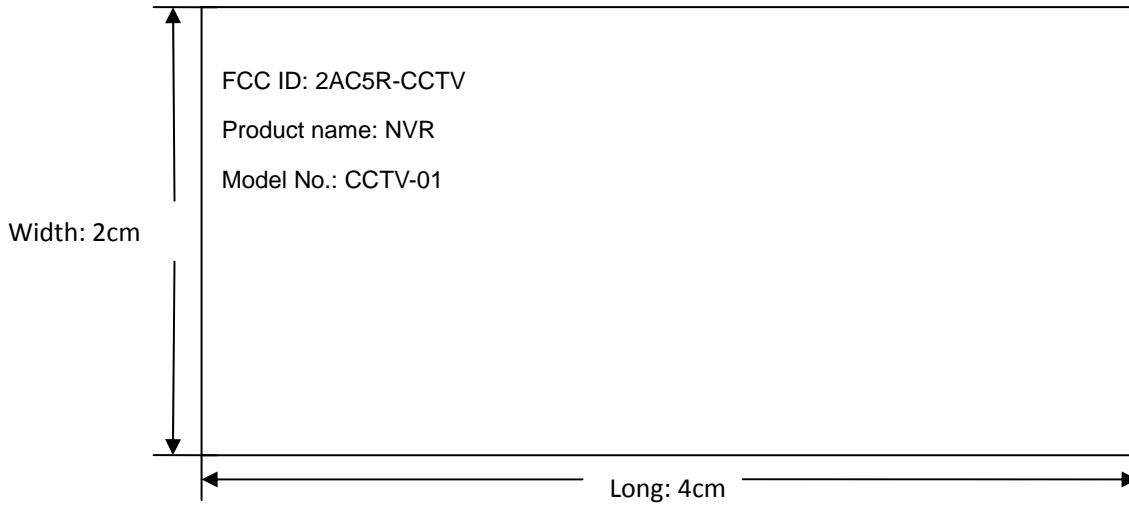 FCC ID: 2AC5R-CCTV
Product name: NVR
Model No.: CCTV-01
Width: 2cm
Long: 4cm